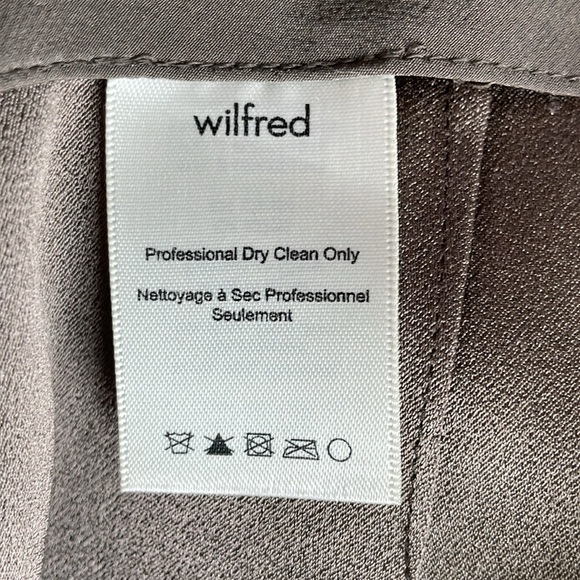 wilfred
Professional Dry Clean Only
Nettoyage à Sec Professionnel
Seulement